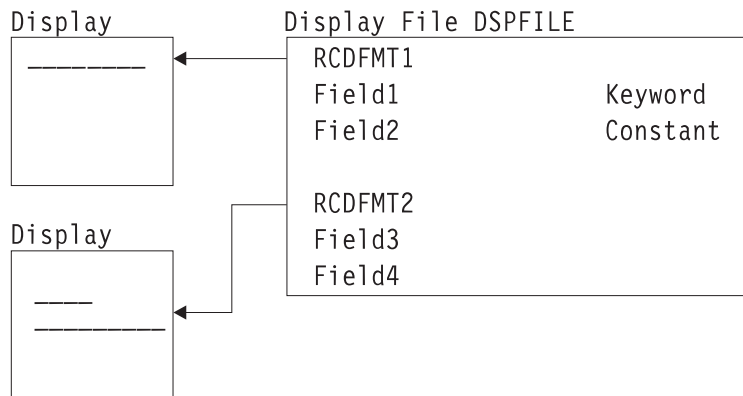 Display
Display File DSPFILE
RCDFMT1
Field1 Keyword
Field2 Constant
RCDFMT2
Display
Field3
Field4